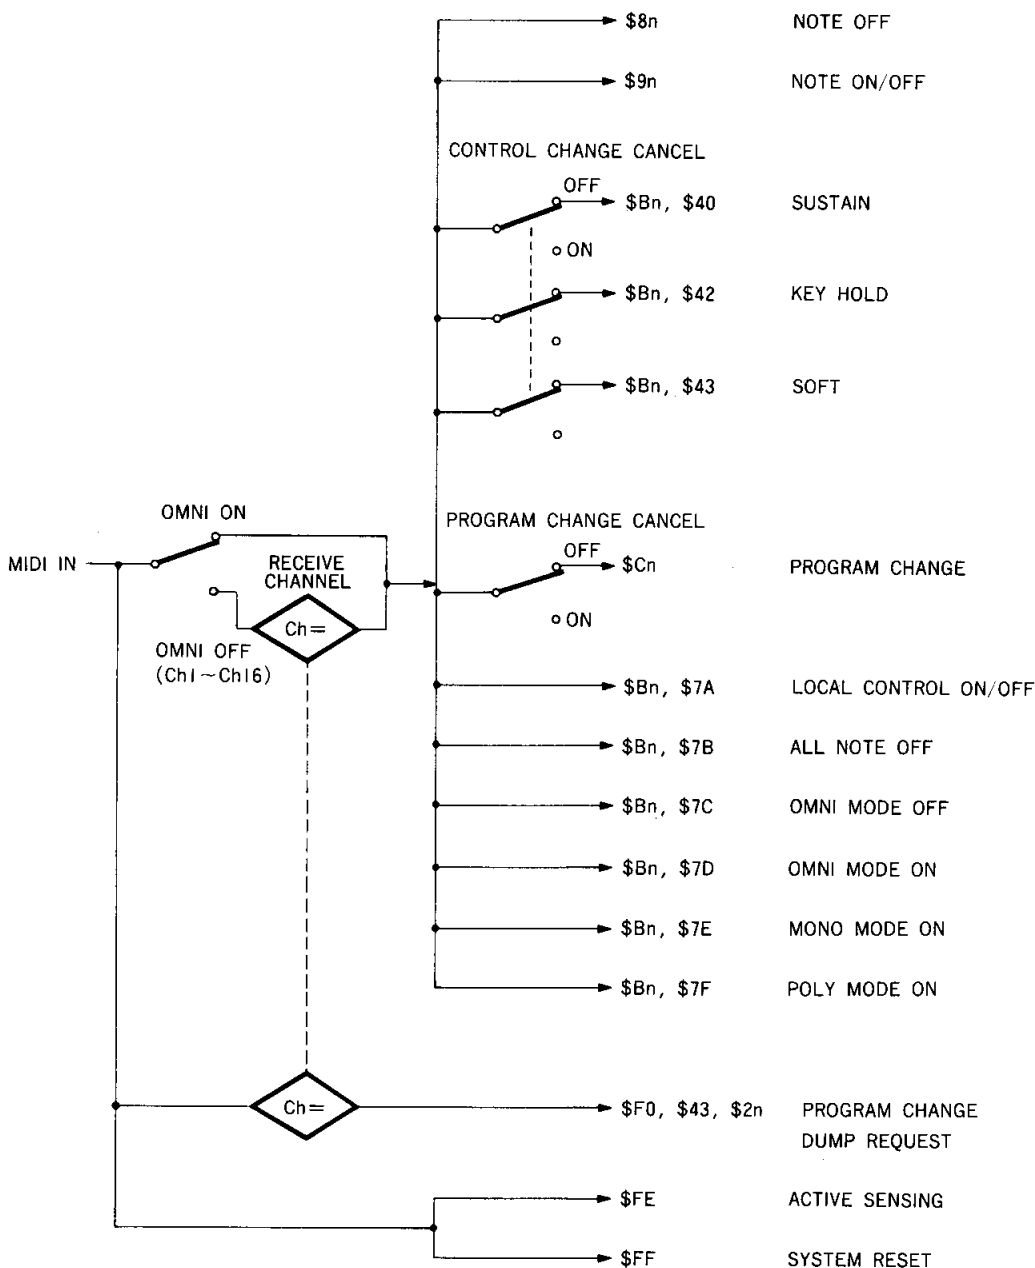 $8n NOTE OFF
$9n NOTE ON/OFF
CONTROL CHANGE CANCEL
OFF
$Bn, $40 SUSTAIN
ON
$Bn, $42 KEY HOLD
$Bn, $43 SOFT
OMNI ON
PROGRAM CHANGE CANCEL
OFF
MIDI IN
RECEIVE
CHANNEL
$Cn PROGRAM CHANGE
ON
Ch=
OMNI OFF
(Ch1~Ch16)
$Bn, $7A LOCAL CONTROL ON/OFF
$Bn, $7B ALL NOTE OFF
$Bn, $7C OMNI MODE OFF
$Bn, $7D OMNI MODE ON
$Bn, $7E MONO MODE ON
$Bn, $7F POLY MODE ON
Ch=
$F0, $43, $2n PROGRAM CHANGE
DUMP REQUEST
$FE ACTIVE SENSING
$FF SYSTEM RESET